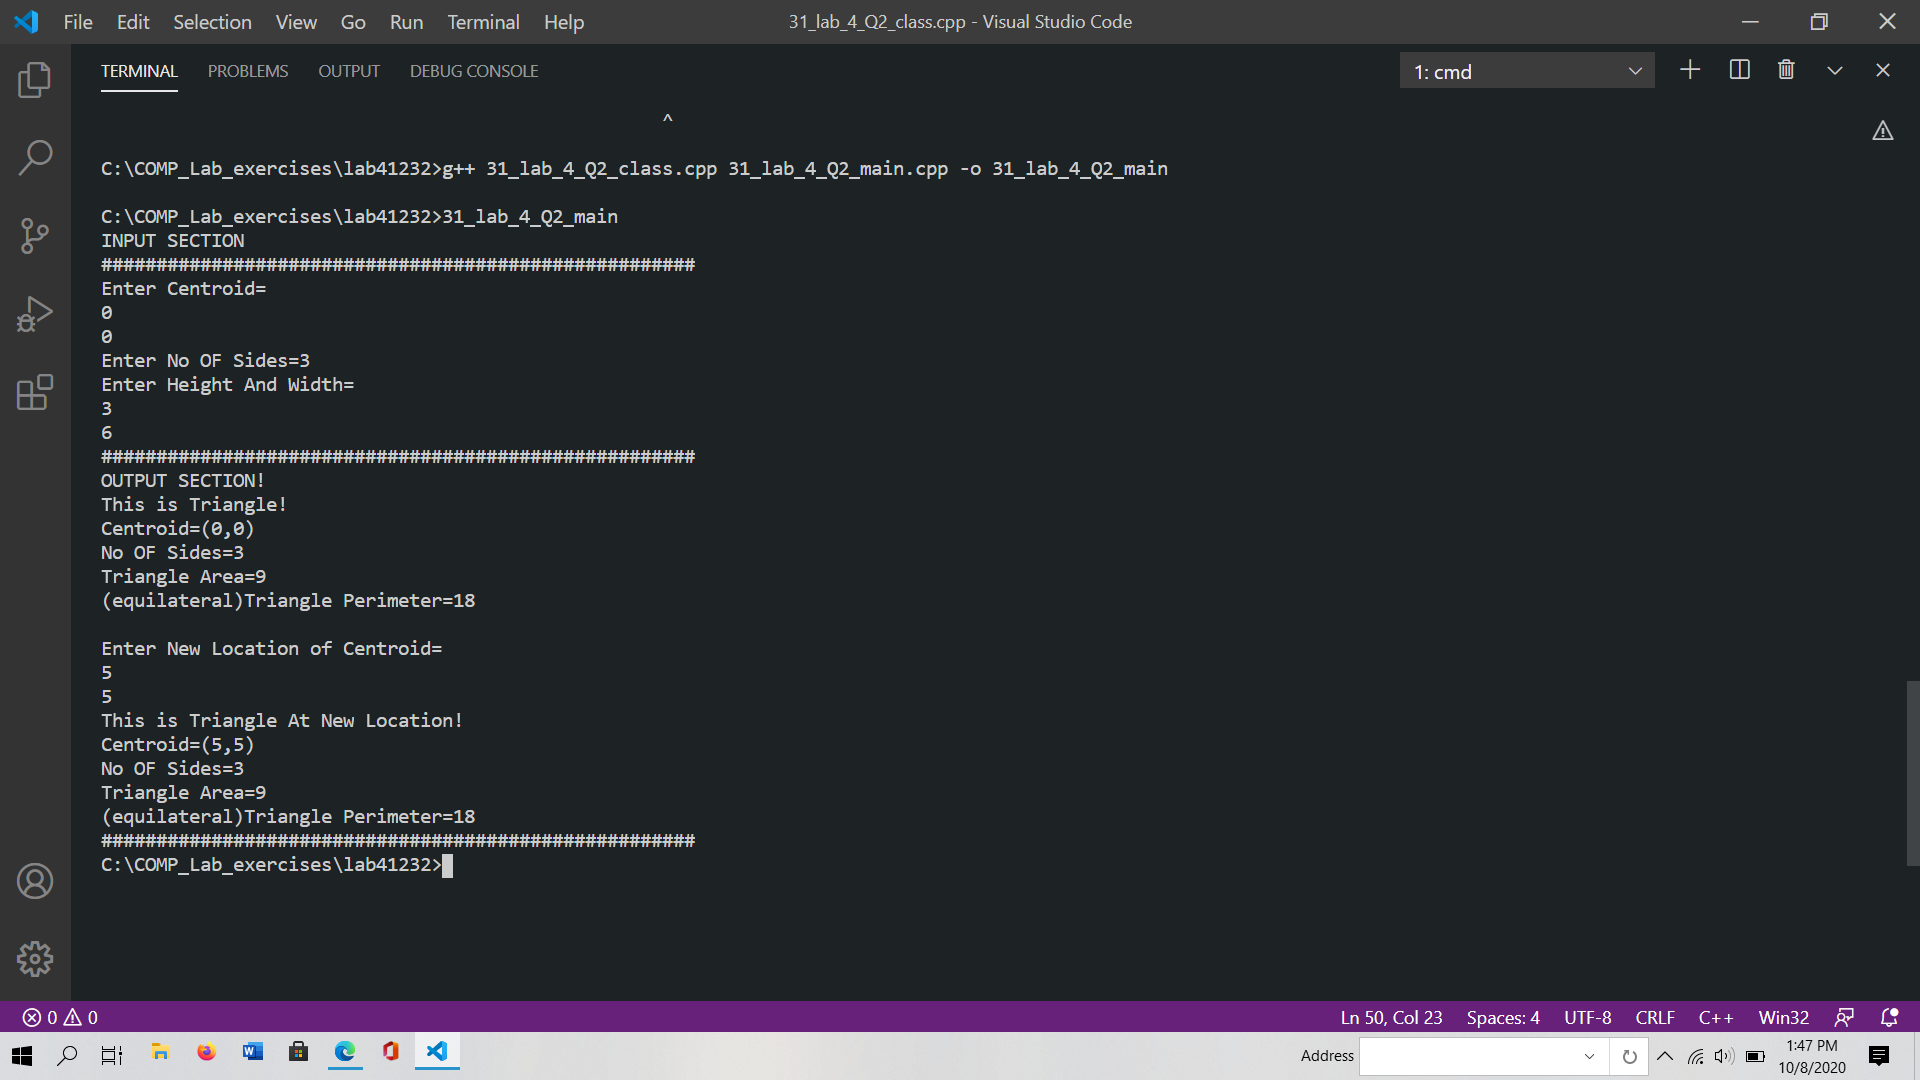 File Edit Selection View Go Run Terminal Help
31_lab_4_Q2_class.cpp - Visual Studio Code
TERMINAL PROBLEMS OUTPUT DEBUG CONSOLE
1: cmd
^
C:\COMP_Lab_exercises\lab41232>g++ 31_lab_4_Q2_class.cpp 31_lab_4_Q2_main.cpp -o 31_lab_4_Q2_main
C:\COMP_Lab_exercises\lab41232>31_lab_4_Q2_main
INPUT SECTION
######################################################
Enter Centroid=
0
0
Enter No OF Sides=3
Enter Height And Width=
3
6
######################################################
OUTPUT SECTION!
This is Triangle!
Centroid=(0,0)
No OF Sides=3
Triangle Area=9
(equilateral)Triangle Perimeter=18
Enter New Location of Centroid=
5
5
This is Triangle At New Location!
Centroid=(5,5)
No OF Sides=3
Triangle Area=9
(equilateral)Triangle Perimeter=18
######################################################
C:\COMP_Lab_exercises\lab41232>
0 0
Ln 50, Col 23 Spaces: 4 UTF-8 CRLF C++ Win32
Address
1:47 PM
10/8/2020